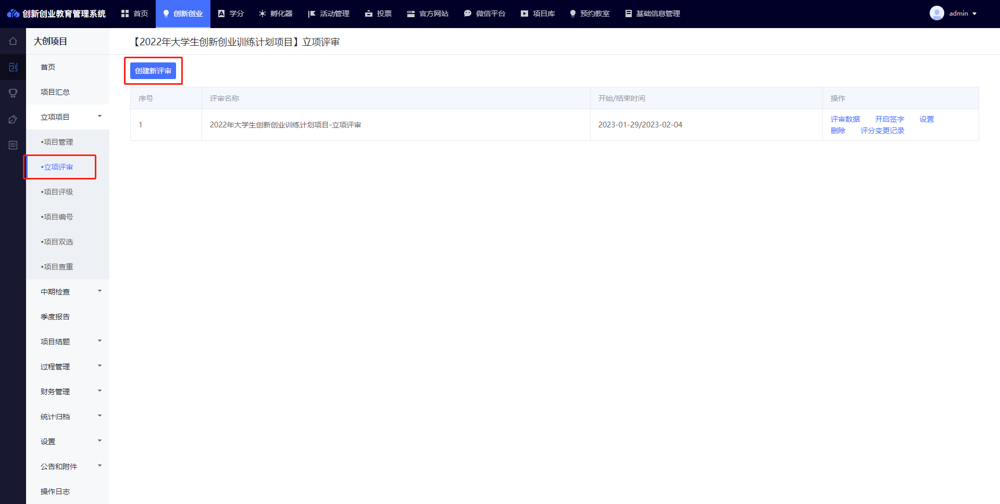 创新创业教育管理系统 首页 创新创业 学分 孵化器 活动管理 投票 官方网站 微信平台 项目库 预约教室 基础信息管理 admin
大创项目
首页
项目汇总
立项项目
•项目管理
•立项评审
•项目评级
•项目编号
•项目双选
•项目查重
中期检查
季度报告
项目结题
过程管理
财务管理
统计归档
设置
公告和附件
操作日志
【2022年大学生创新创业训练计划项目】立项评审
创建新评审
序号 评审名称 开始/结束时间 操作
1 2022年大学生创新创业训练计划项目-立项评审 2023-01-29/2023-02-04 评审数据 开启签字 设置
删除 评分变更记录